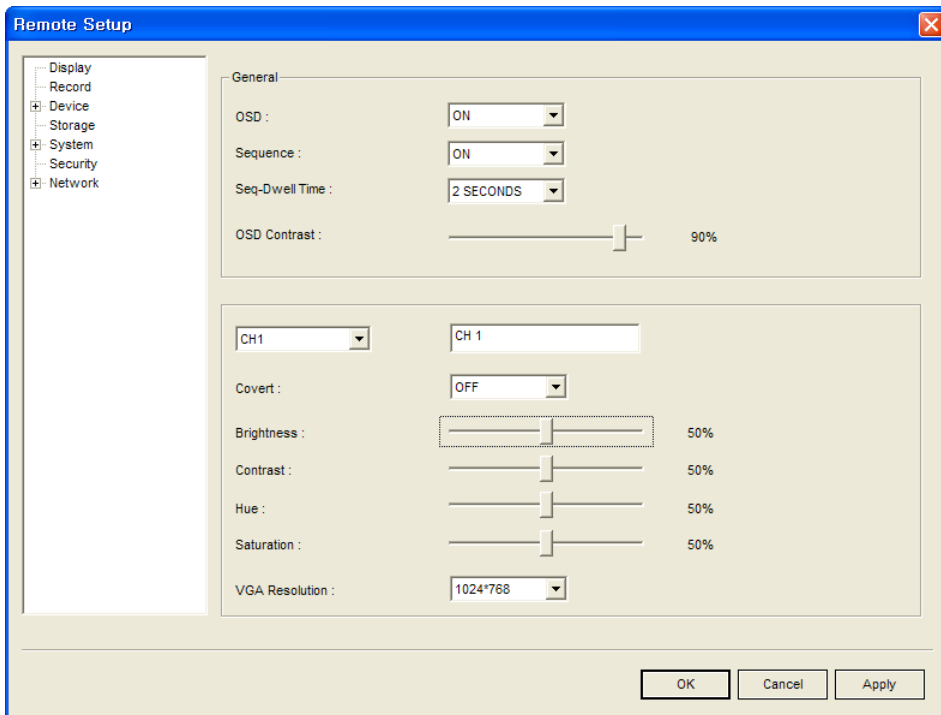 Remote Setup
Display
Record
Device
Storage
System
Security
Network
General
OSD : ON
Sequence : ON
Seq-Dwell Time : 2 SECONDS
OSD Contrast : 90%
CH1 CH 1
Covert : OFF
Brightness : 50%
Contrast : 50%
Hue : 50%
Saturation : 50%
VGA Resolution : 1024*768
OK Cancel Apply